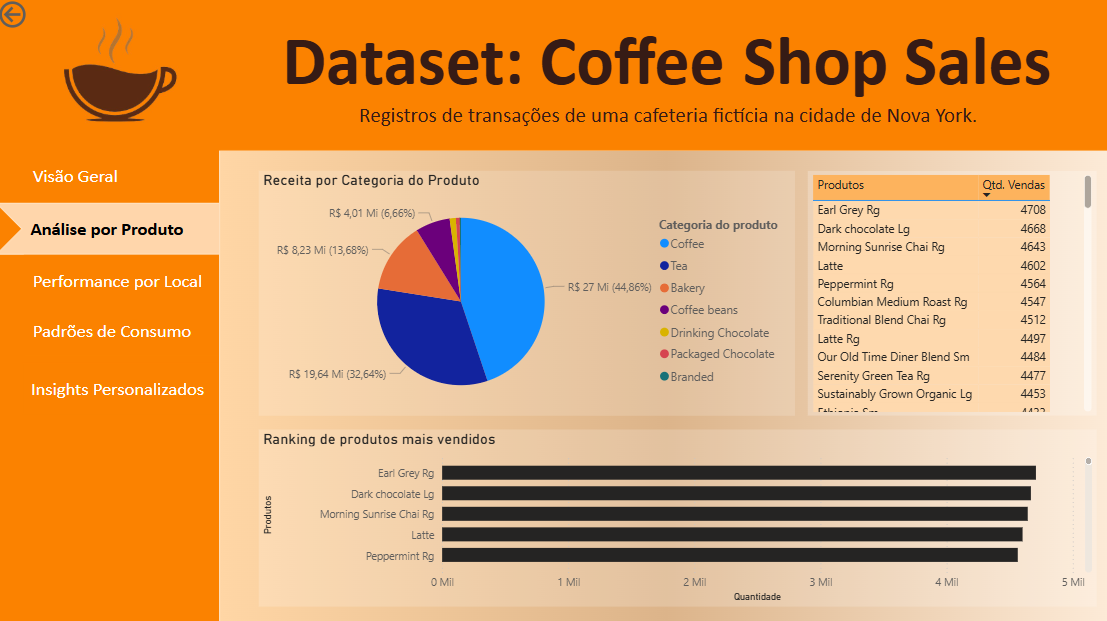 Dataset: Coffee Shop Sales
Registros de transações de uma cafeteria fictícia na cidade de Nova York.
Visão Geral
Análise por Produto
Performance por Local
Padrões de Consumo
Insights Personalizados
Receita por Categoria do Produto
R$ 4,01 Mi (6,66%)
R$ 8,23 Mi (13,68%)
R$ 27 Mi (44,86%)
R$ 19,64 Mi (32,64%)
Categoria do produto
Coffee
Tea
Bakery
Coffee beans
Drinking Chocolate
Packaged Chocolate
Branded
Produtos Qtd. Vendas
Earl Grey Rg 4708
Dark chocolate Lg 4668
Morning Sunrise Chai Rg 4643
Latte 4602
Peppermint Rg 4564
Columbian Medium Roast Rg 4547
Traditional Blend Chai Rg 4512
Latte Rg 4497
Our Old Time Diner Blend Sm 4484
Serenity Green Tea Rg 4477
Sustainably Grown Organic Lg 4453
Ranking de produtos mais vendidos
Produtos
Earl Grey Rg
Dark chocolate Lg
Morning Sunrise Chai Rg
Latte
Peppermint Rg
0 Mil 1 Mil 2 Mil 3 Mil 4 Mil 5 Mil
Quantidade